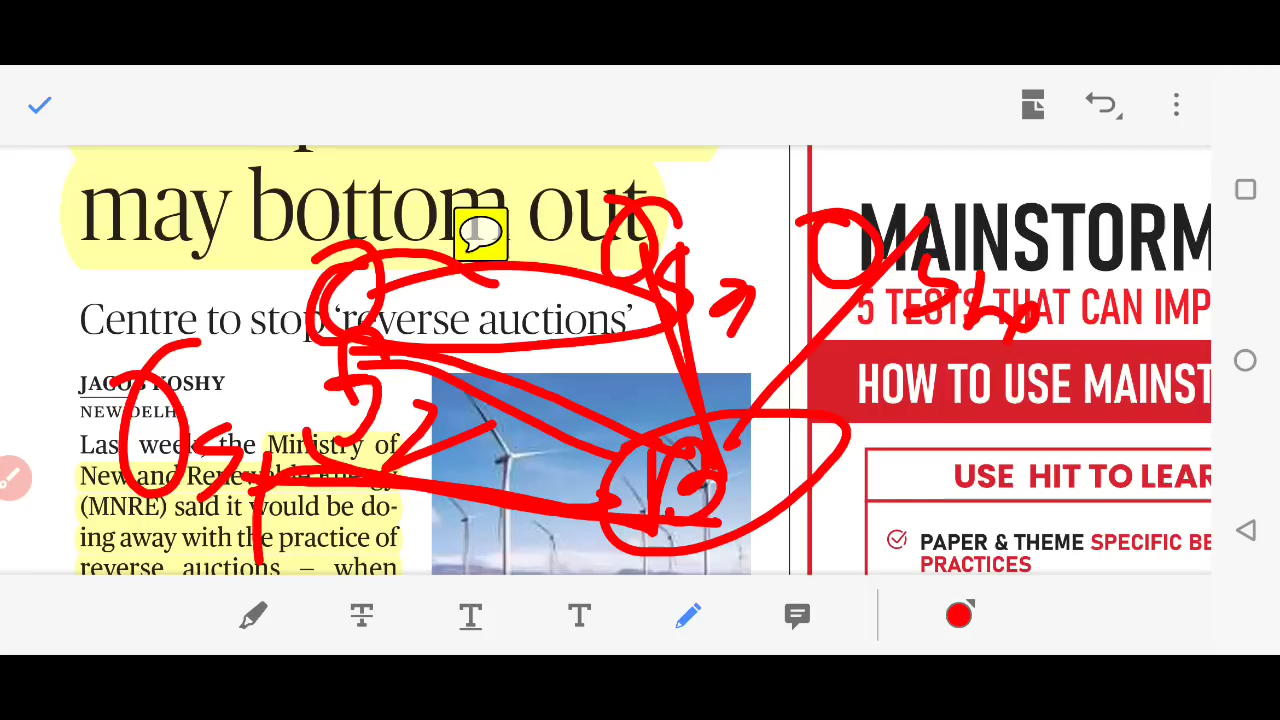 may bottom out
Centre to stop 'reverse auctions'
JACOB KOSHY
NEW DELHI
Last week, the Ministry of
New and Renewable Energy
(MNRE) said it would be do-
ing away with the practice of
reverse auctions — when
MAINSTORM
5 TESTS THAT CAN IMP
HOW TO USE MAINST
USE HIT TO LEAR
PAPER & THEME SPECIFIC BE
PRACTICES